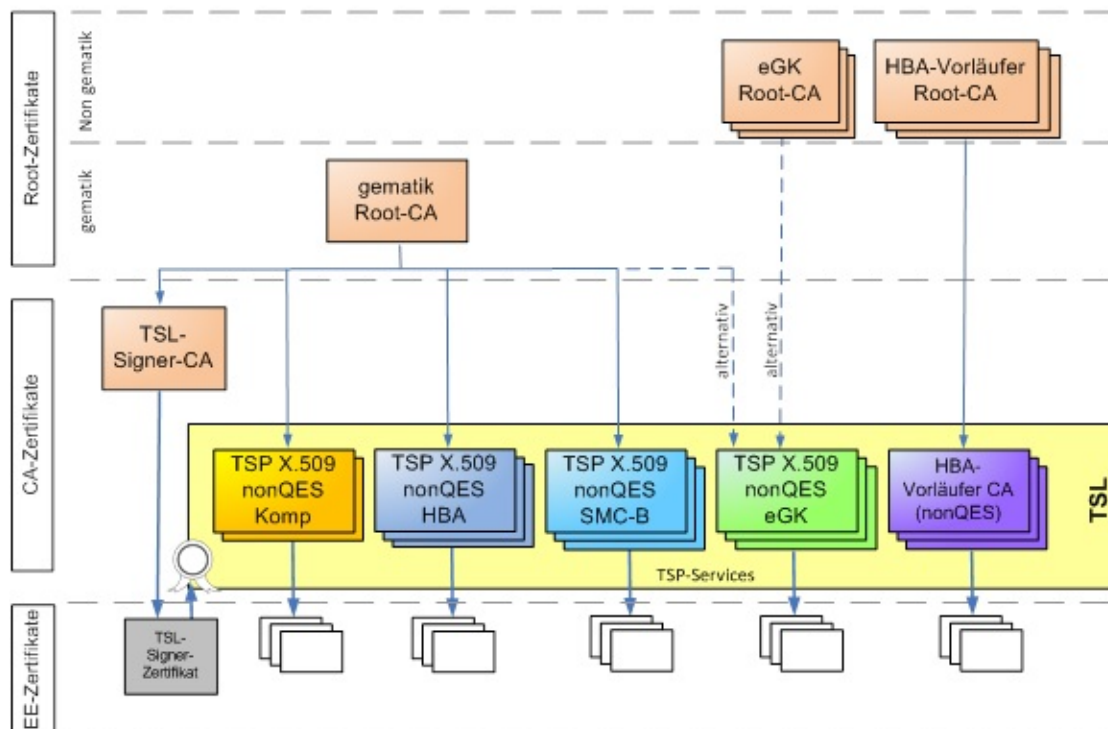 Root-Zertifikate
Non gematik
eGK
Root-CA
HBA-Vorläufer
Root-CA
gematik
gematik
Root-CA
CA-Zertifikate
TSL-
Signer-CA
alternativ
alternativ
TSP X.509
nonQES
Komp
TSP X.509
nonQES
HBA
TSP X.509
nonQES
SMC-B
TSP X.509
nonQES
eGK
HBA-
Vorläufer CA
(nonQES)
TSL
TSP-Services
EE-Zertifikate
TSL-
Signer-
Zertifikat